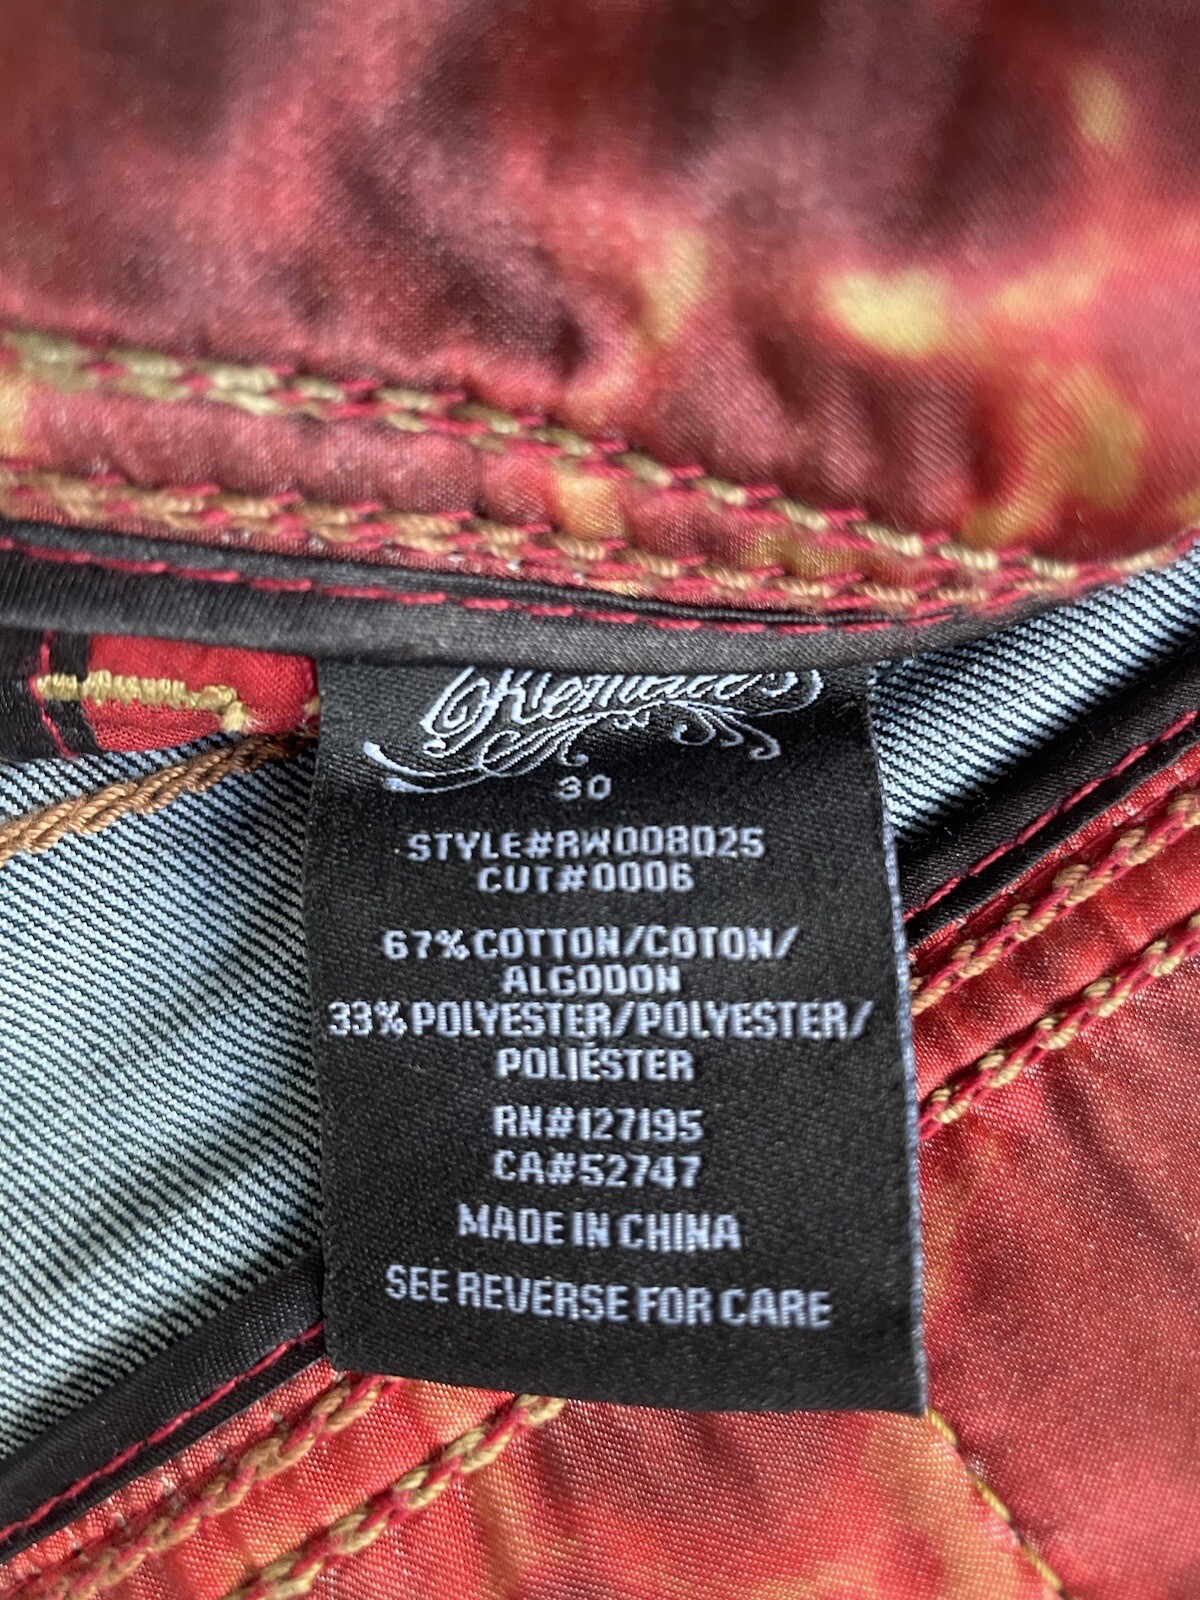 30
STYLE#RW008025
CUT#0006
67% COTTON/COTON/
ALGODON
33% POLYESTER/POLYESTER/
POLIÉSTER
RN#127195
CA#52747
MADE IN CHINA
SEE REVERSE FOR CARE